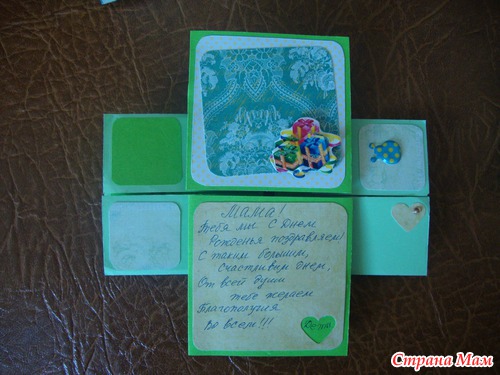 Мама!
Тебя мы с Днем
Рожденья поздравляем,
С таким большим,
Счастливым днем,
От всей души
тебе желаем
Благополучия
Во всем!!!
Страна Мам